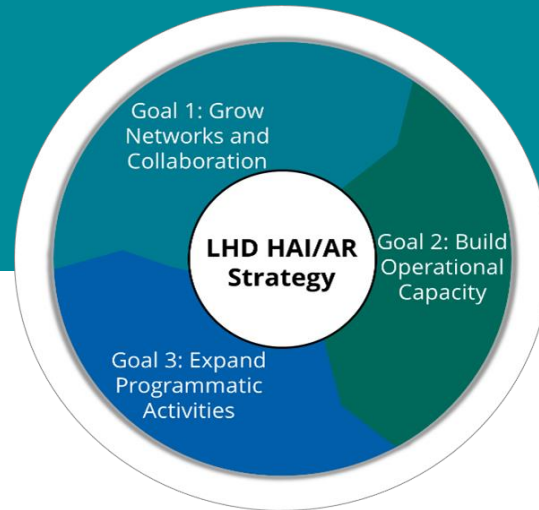 Goal 1: Grow
Networks and
Collaboration
LHD HAI/AR
Strategy
Goal 2: Build
Operational
Capacity
Goal 3: Expand
Programmatic
Activities